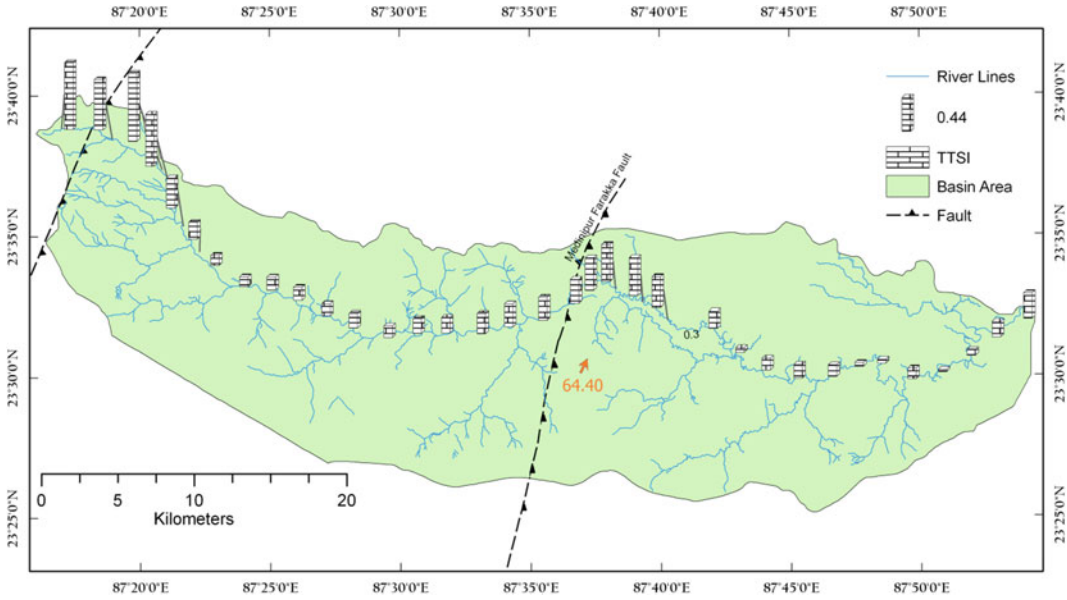 87°20'0"E 87°25'0"E 87°30'0"E 87°35'0"E 87°40'0"E 87°45'0"E 87°50'0"E
23°40'0"N
23°35'0"N
23°30'0"N
23°25'0"N
River Lines
0.44
TTSI
Basin Area
Fault
Medinipur Farakka Fault
0.3
64.40
0 5 10 20
Kilometers
23°40'0"N
23°35'0"N
23°30'0"N
23°25'0"N
87°20'0"E 87°25'0"E 87°30'0"E 87°35'0"E 87°40'0"E 87°45'0"E 87°50'0"E